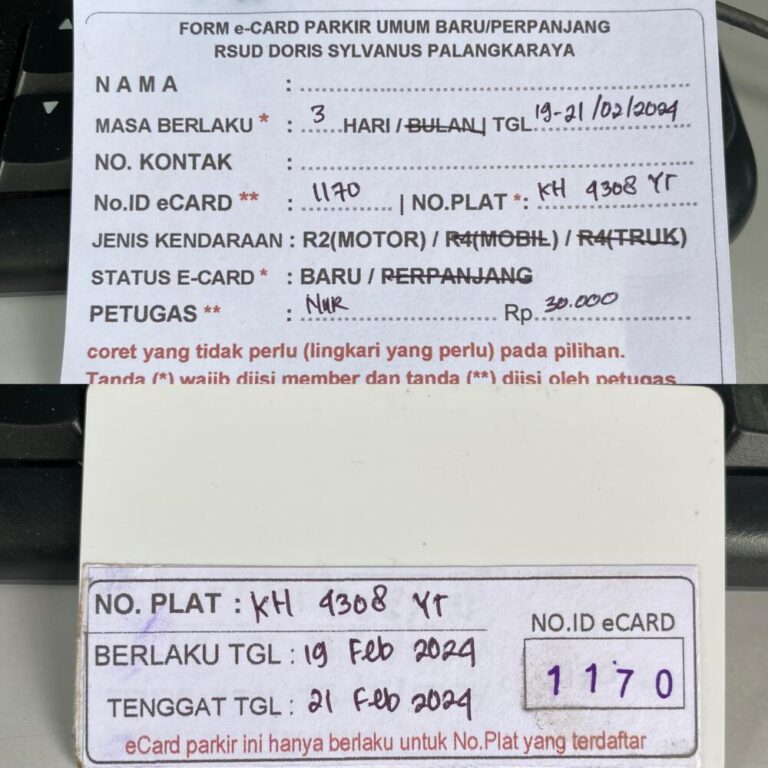 FORM e-CARD PARKIR UMUM BARU/PERPANJANG
RSUD DORIS SYLVANUS PALANGKARAYA
NAMA :
MASA BERLAKU * : 3 HARI / BULAN | TGL 19-21/02/2024
NO. KONTAK :
No.ID eCARD ** : 1170 | NO.PLAT *: KH 4308 YT
JENIS KENDARAAN : R2(MOTOR) / R4(MOBIL) / R4(TRUK)
STATUS E-CARD * : BARU / PERPANJANG
PETUGAS ** : NUR Rp. 30.000
coret yang tidak perlu (lingkari yang perlu) pada pilihan.
Tanda (*) wajib diisi member dan tanda (**) diisi oleh petugas
NO. PLAT : KH 4308 YT
BERLAKU TGL : 19 Feb 2024
TENGGAT TGL : 21 Feb 2024
NO.ID eCARD
1170
eCard parkir ini hanya berlaku untuk No.Plat yang terdaftar